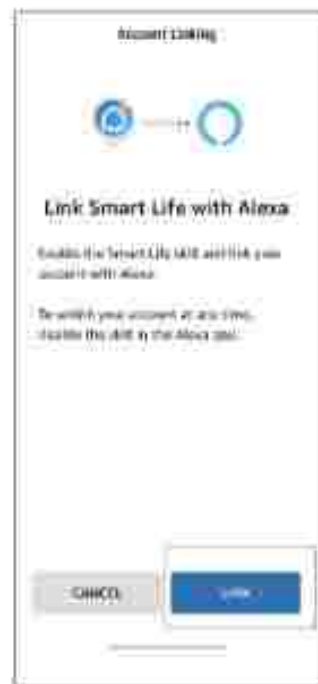 Account Linking
Link Smart Life with Alexa
Enable the Smart Life skill and link your
account with Alexa.
To unlink your account at any time,
disable the skill in the Alexa app.
CANCEL
LINK